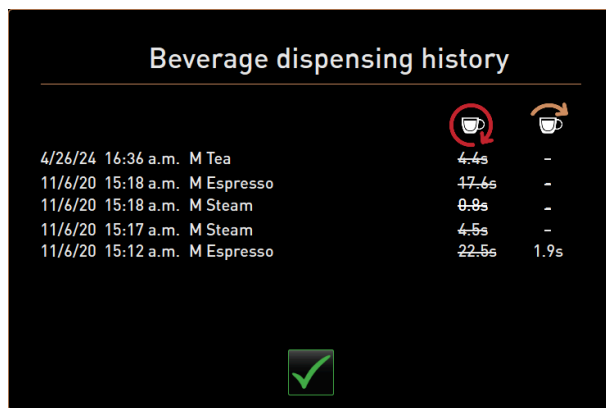 Beverage dispensing history
4/26/24 16:36 a.m. M Tea 4.4s -
11/6/20 15:18 a.m. M Espresso 17.6s -
11/6/20 15:18 a.m. M Steam 0.8s -
11/6/20 15:17 a.m. M Steam 4.5s -
11/6/20 15:12 a.m. M Espresso 22.5s 1.9s